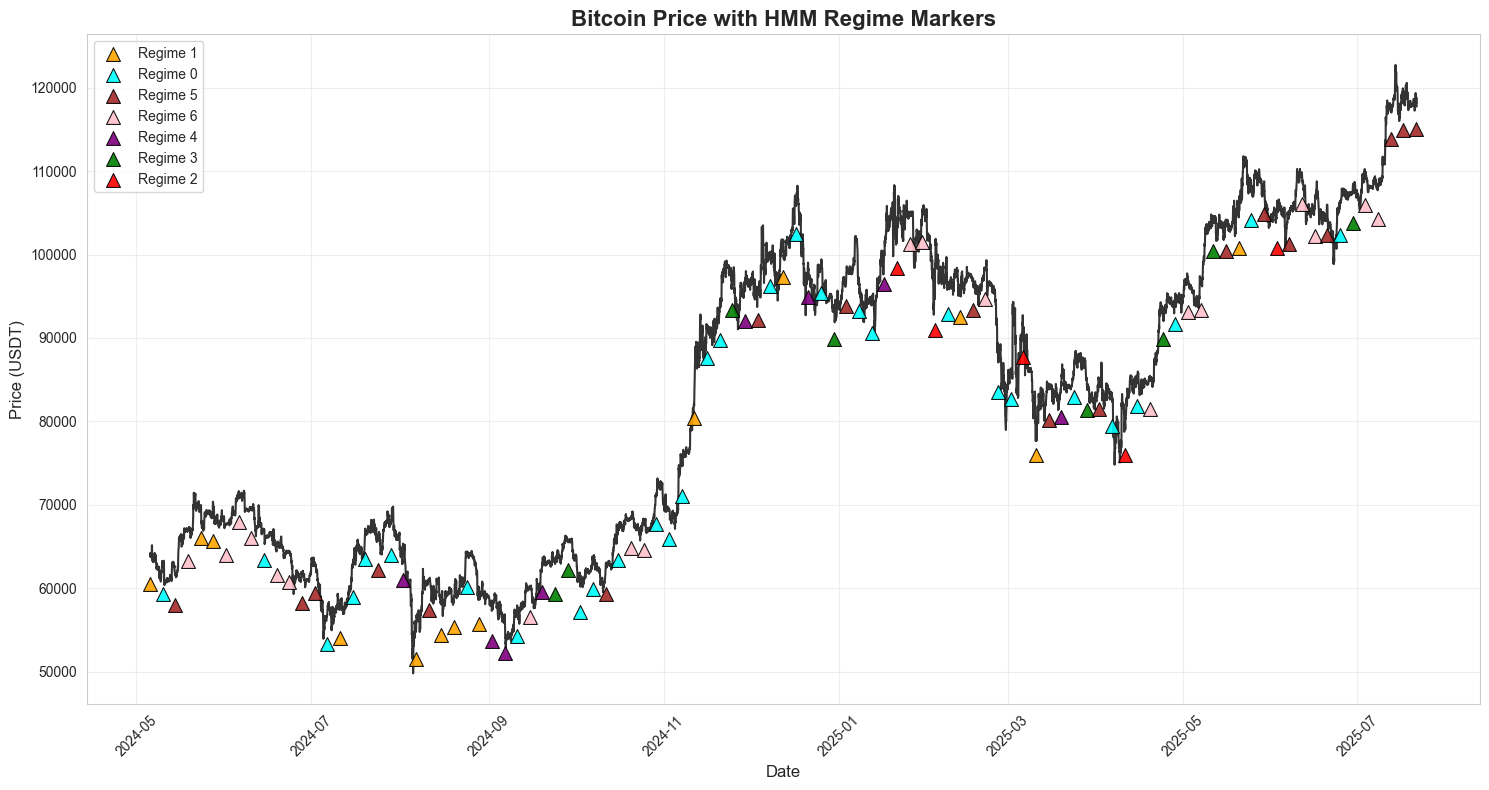 Bitcoin Price with HMM Regime Markers
Regime 1
Regime 0
Regime 5
Regime 6
Regime 4
Regime 3
Regime 2
120000
110000
100000
90000
80000
70000
60000
50000
Price (USDT)
2024-05
2024-07
2024-09
2024-11
2025-01
2025-03
2025-05
2025-07
Date